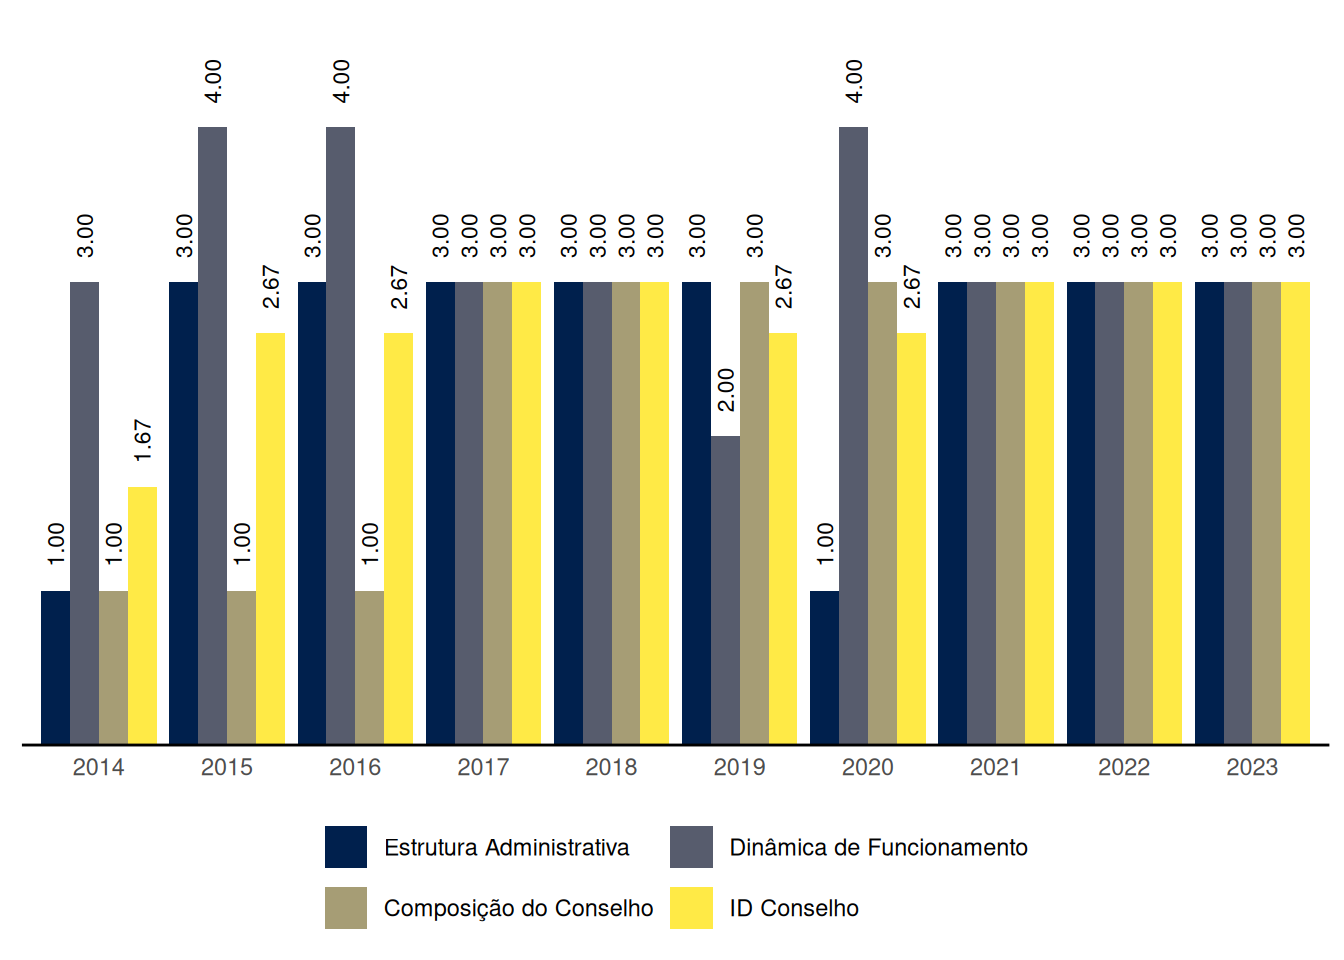 4.00 4.00 4.00
3.00 3.00 3.00 3.00 3.00 3.00 3.00 3.00 3.00 3.00 3.00 3.00 3.00 3.00 3.00 3.00 3.00 3.00 3.00 3.00 3.00 3.00 3.00 3.00 3.00 3.00
2.67 2.67 2.67 2.67
2.00
1.67
1.00 1.00 1.00 1.00 1.00
2014 2015 2016 2017 2018 2019 2020 2021 2022 2023
Estrutura Administrativa Dinâmica de Funcionamento
Composição do Conselho ID Conselho